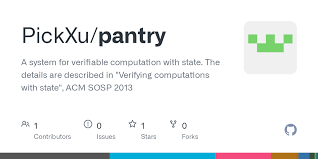 PickXu/pantry
A system for verifiable computation with state. The
details are described in "Verifying computations
with state", ACM SOSP 2013
1 0 1 0
Contributors Issues Stars Forks